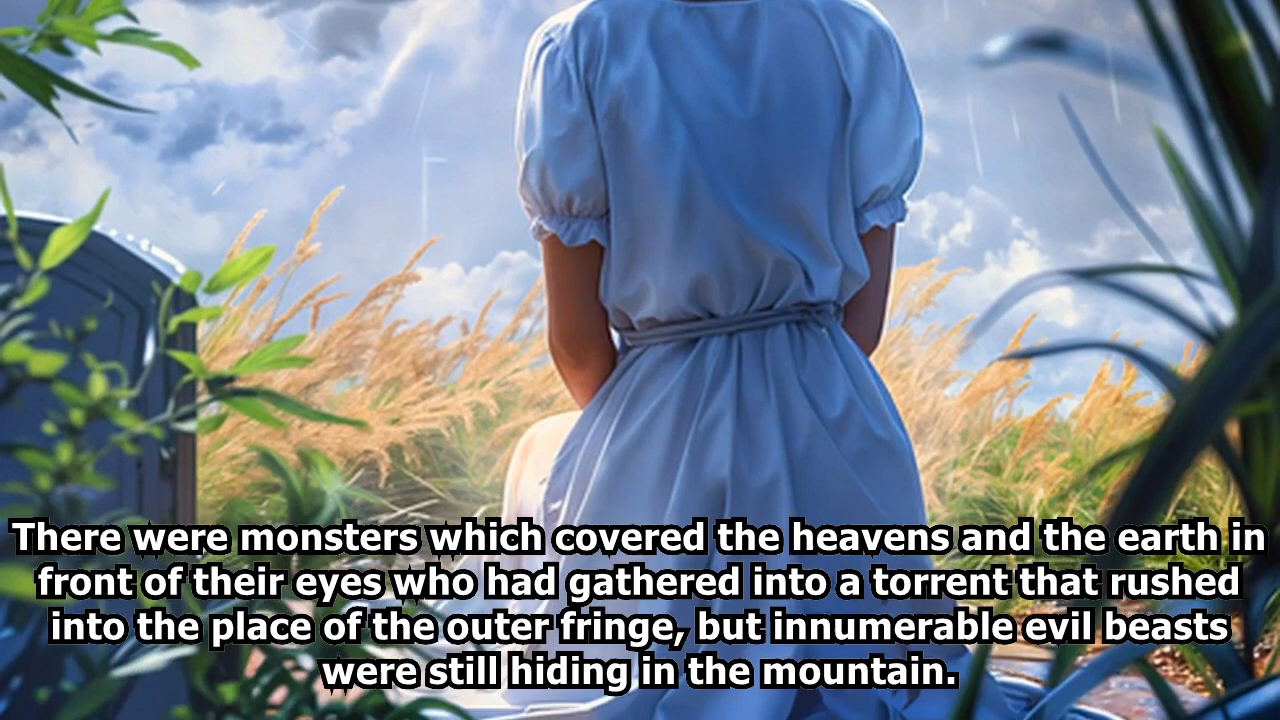 There were monsters which covered the heavens and the earth in
front of their eyes who had gathered into a torrent that rushed
into the place of the outer fringe, but innumerable evil beasts
were still hiding in the mountain.